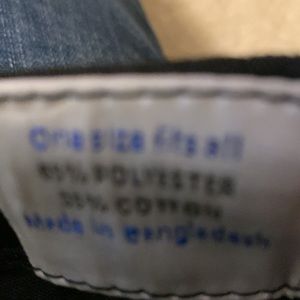 One size fits all
65% POLYESTER
35% COTTON
Made in Bangladesh